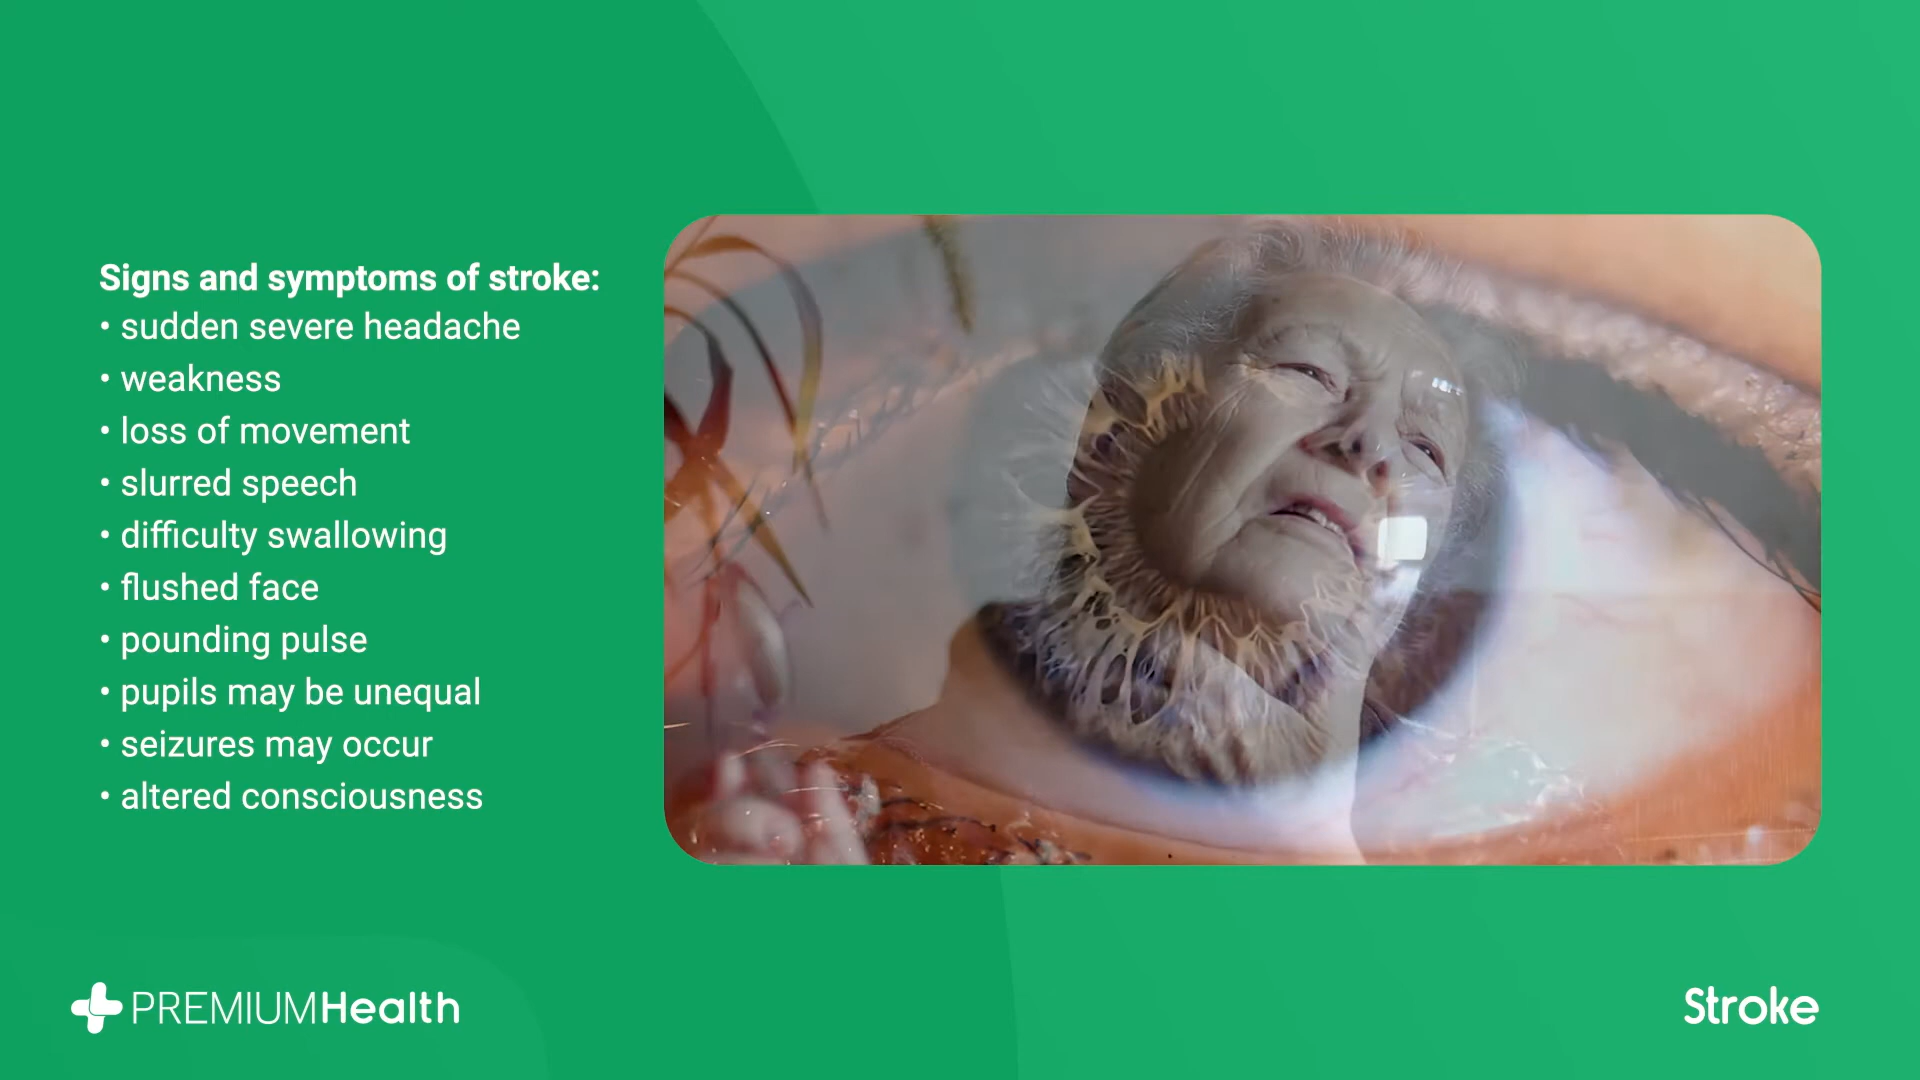 Signs and symptoms of stroke:
• sudden severe headache
• weakness
• loss of movement
• slurred speech
• difficulty swallowing
• flushed face
• pounding pulse
• pupils may be unequal
• seizures may occur
• altered consciousness
PREMIUMHealth
Stroke